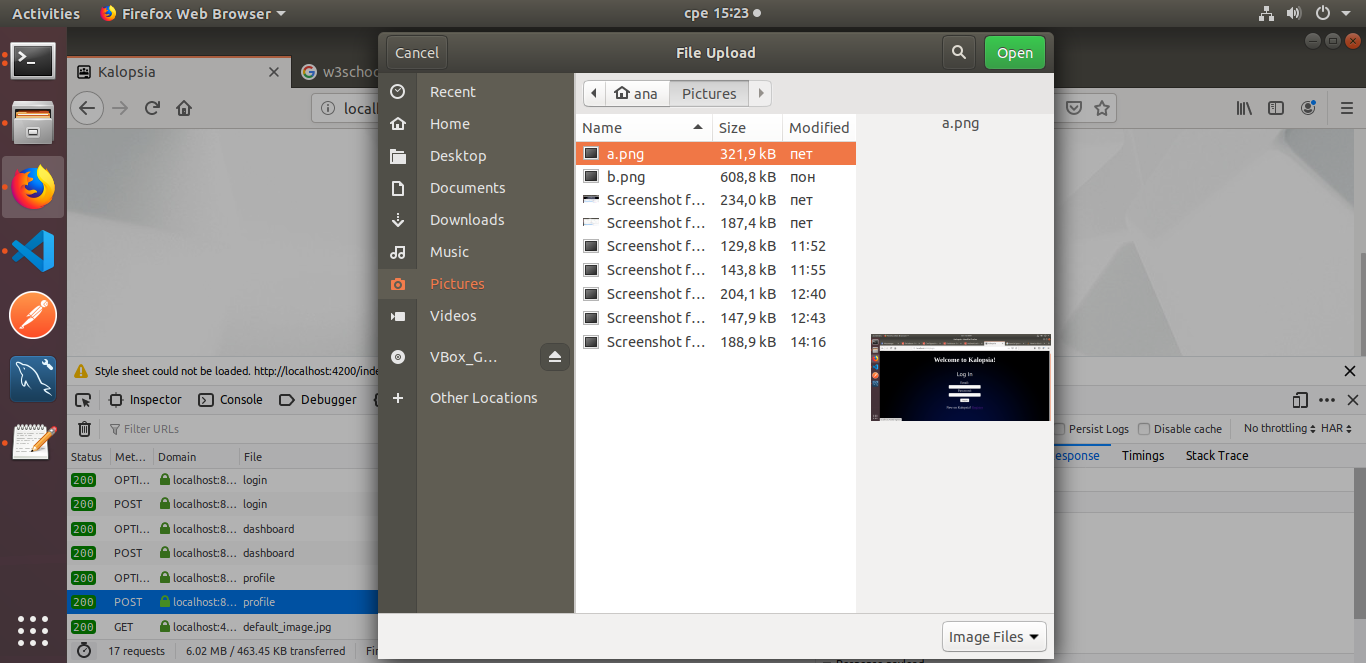 Activities Firefox Web Browser сре 15:23
Cancel File Upload Open
Kalopsia
w3schoo
locall
Recent
Home
Desktop
Documents
Downloads
Music
Pictures
Videos
VBox_G...
Other Locations
ana Pictures
Name Size Modified
a.png 321,9 kB пет
b.png 608,8 kB пон
Screenshot f... 234,0 kB пет
Screenshot f... 187,4 kB пет
Screenshot f... 129,8 kB 11:52
Screenshot f... 143,8 kB 11:55
Screenshot f... 204,1 kB 12:40
Screenshot f... 147,9 kB 12:43
Screenshot f... 188,9 kB 14:16
a.png
Welcome to Kalopsia!
Log In
Image Files
Style sheet could not be loaded. http://localhost:4200/inde
Inspector Console Debugger
Filter URLs
Persist Logs Disable cache No throttling HAR
esponse Timings Stack Trace
Status Met... Domain File
200 OPTI... localhost:8... login
200 POST localhost:8... login
200 OPTI... localhost:8... dashboard
200 POST localhost:8... dashboard
200 OPTI... localhost:8... profile
200 POST localhost:8... profile
200 GET localhost:4... default_image.jpg
17 requests 6.02 MB / 463.45 KB transferred Fin